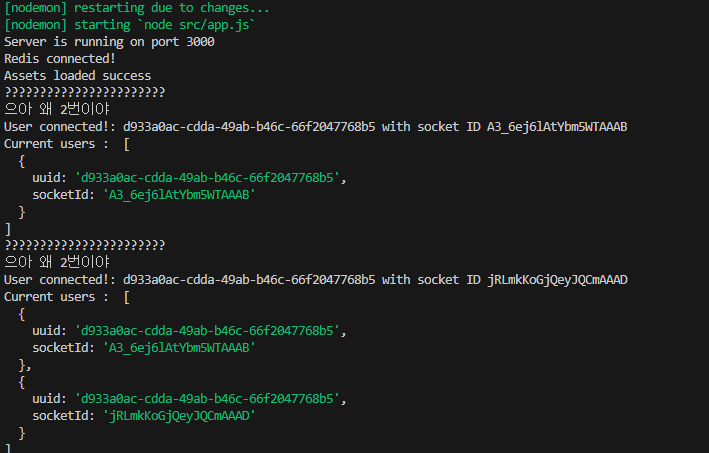 [nodemon] restarting due to changes...
[nodemon] starting `node src/app.js`
Server is running on port 3000
Redis connected!
Assets loaded success
???????????????????????
으아 왜 2번이야
User connected!: d933a0ac-cdda-49ab-b46c-66f2047768b5 with socket ID A3_6ej6lAtYbm5WTAAAB
Current users :  [
  {
    uuid: 'd933a0ac-cdda-49ab-b46c-66f2047768b5',
    socketId: 'A3_6ej6lAtYbm5WTAAAB'
  }
]
???????????????????????
으아 왜 2번이야
User connected!: d933a0ac-cdda-49ab-b46c-66f2047768b5 with socket ID jRLmkKoGjQeyJQCmAAAD
Current users :  [
  {
    uuid: 'd933a0ac-cdda-49ab-b46c-66f2047768b5',
    socketId: 'A3_6ej6lAtYbm5WTAAAB'
  },
  {
    uuid: 'd933a0ac-cdda-49ab-b46c-66f2047768b5',
    socketId: 'jRLmkKoGjQeyJQCmAAAD'
  }
]